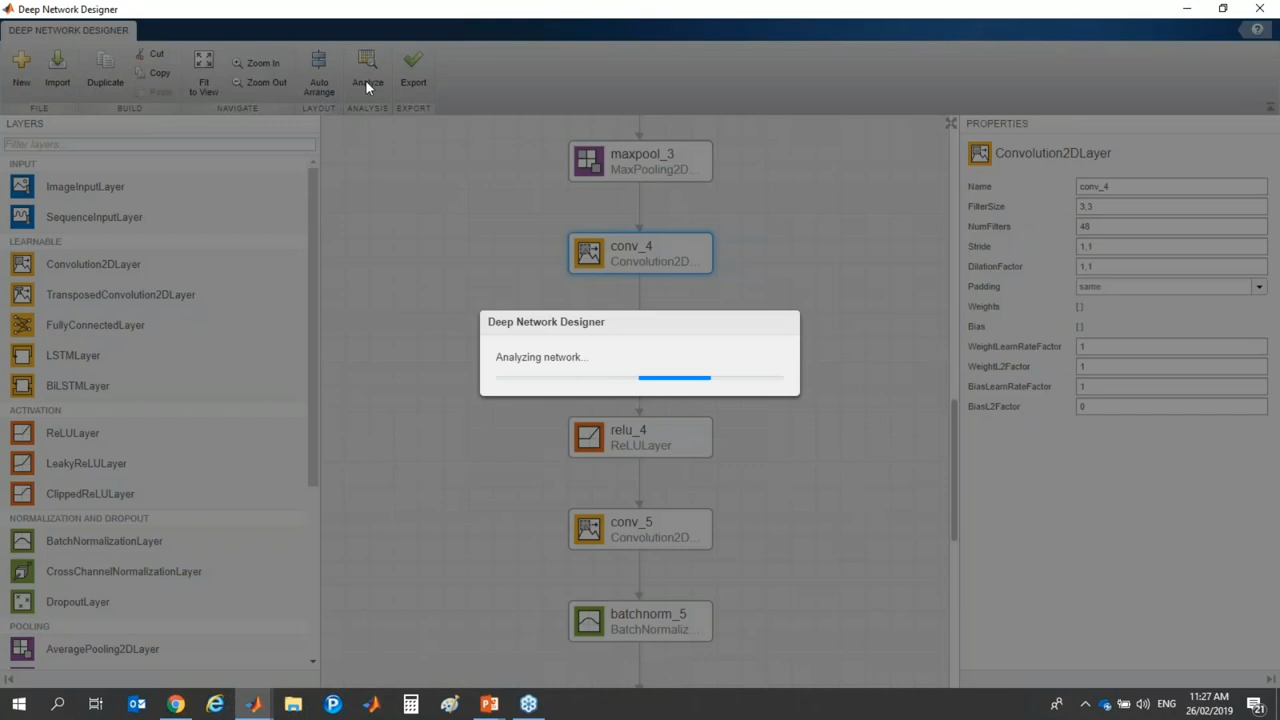 Deep Network Designer
DEEP NETWORK DESIGNER
New
Import
Duplicate
Cut
Copy
Paste
Fit
to View
Zoom In
Zoom Out
Auto
Arrange
Analyze
Export
FILE
BUILD
NAVIGATE
LAYOUT
ANALYSIS
EXPORT
LAYERS
Filter layers...
INPUT
ImageInputLayer
SequenceInputLayer
LEARNABLE
Convolution2DLayer
TransposedConvolution2DLayer
FullyConnectedLayer
LSTMLayer
BiLSTMLayer
ACTIVATION
ReLULayer
LeakyReLULayer
ClippedReLULayer
NORMALIZATION AND DROPOUT
BatchNormalizationLayer
CrossChannelNormalizationLayer
DropoutLayer
POOLING
AveragePooling2DLayer
maxpool_3
MaxPooling2D...
conv_4
Convolution2D...
Deep Network Designer
Analyzing network...
relu_4
ReLULayer
conv_5
Convolution2D...
batchnorm_5
BatchNormaliz...
PROPERTIES
Convolution2DLayer
Name conv_4
FilterSize 3,3
NumFilters 48
Stride 1,1
DilationFactor 1,1
Padding same
Weights []
Bias []
WeightLearnRateFactor 1
WeightL2Factor 1
BiasLearnRateFactor 1
BiasL2Factor 0
ENG
11:27 AM
26/02/2019
21